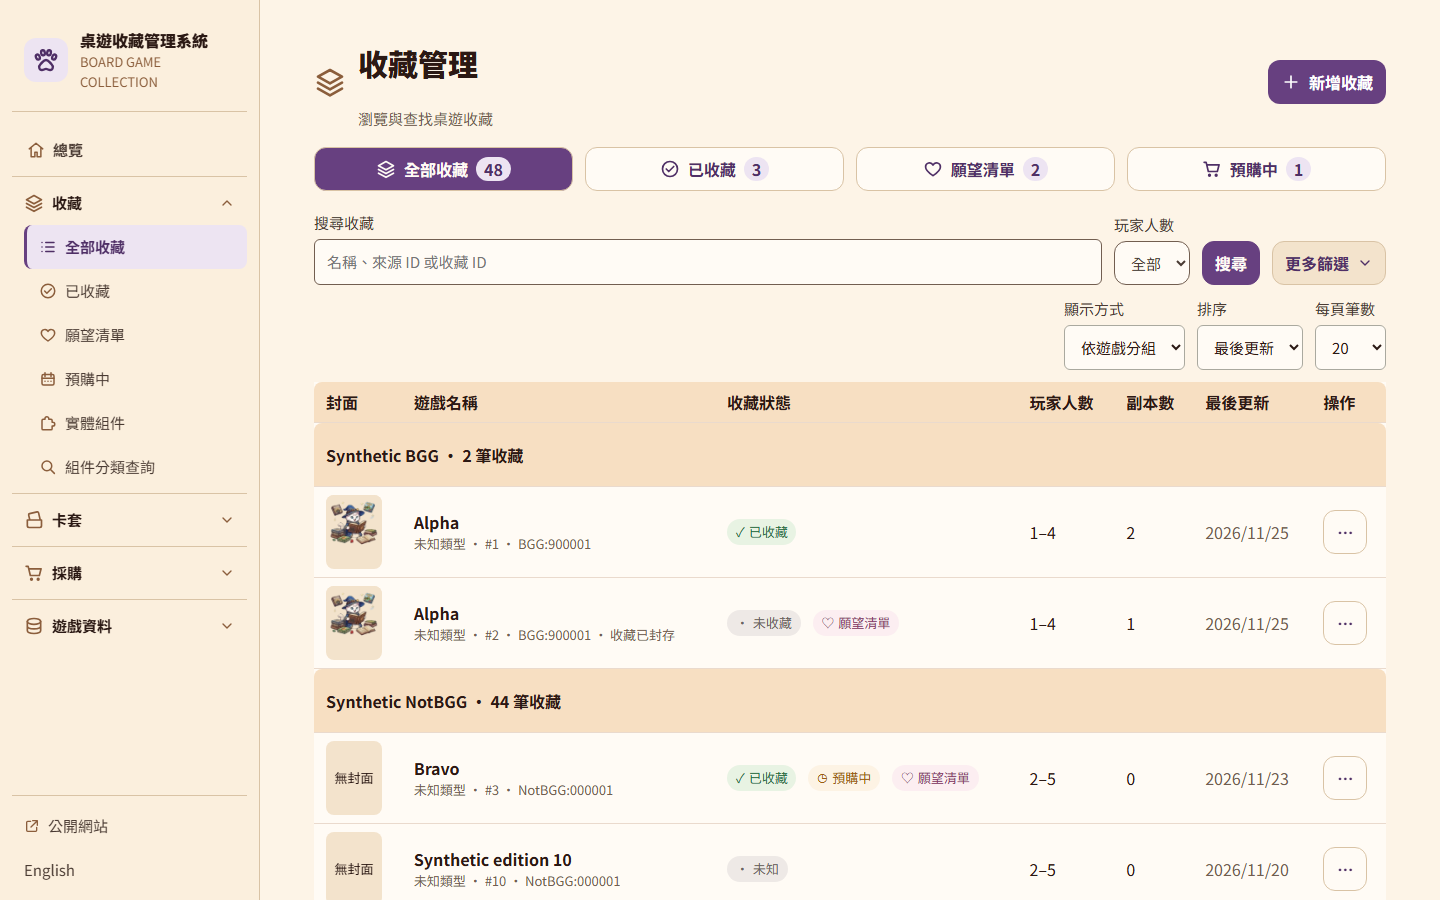 桌遊收藏管理系統
BOARD GAME
COLLECTION
總覽
收藏
全部收藏
已收藏
願望清單
預購中
實體組件
組件分類查詢
卡套
採購
遊戲資料
公開網站
English
收藏管理
瀏覽與查找桌遊收藏
新增收藏
全部收藏 48
已收藏 3
願望清單 2
預購中 1
搜尋收藏
名稱、來源 ID 或收藏 ID
玩家人數
全部
搜尋
更多篩選
顯示方式
依遊戲分組
排序
最後更新
每頁筆數
20
封面 遊戲名稱 收藏狀態 玩家人數 副本數 最後更新 操作
Synthetic BGG · 2 筆收藏
Alpha
未知類型 · #1 · BGG:900001
✓ 已收藏
1–4
2
2026/11/25
Alpha
未知類型 · #2 · BGG:900001 · 收藏已封存
· 未收藏
♡ 願望清單
1–4
1
2026/11/25
Synthetic NotBGG · 44 筆收藏
無封面
Bravo
未知類型 · #3 · NotBGG:000001
✓ 已收藏
◷ 預購中
♡ 願望清單
2–5
0
2026/11/23
無封面
Synthetic edition 10
未知類型 · #10 · NotBGG:000001
· 未知
2–5
0
2026/11/20